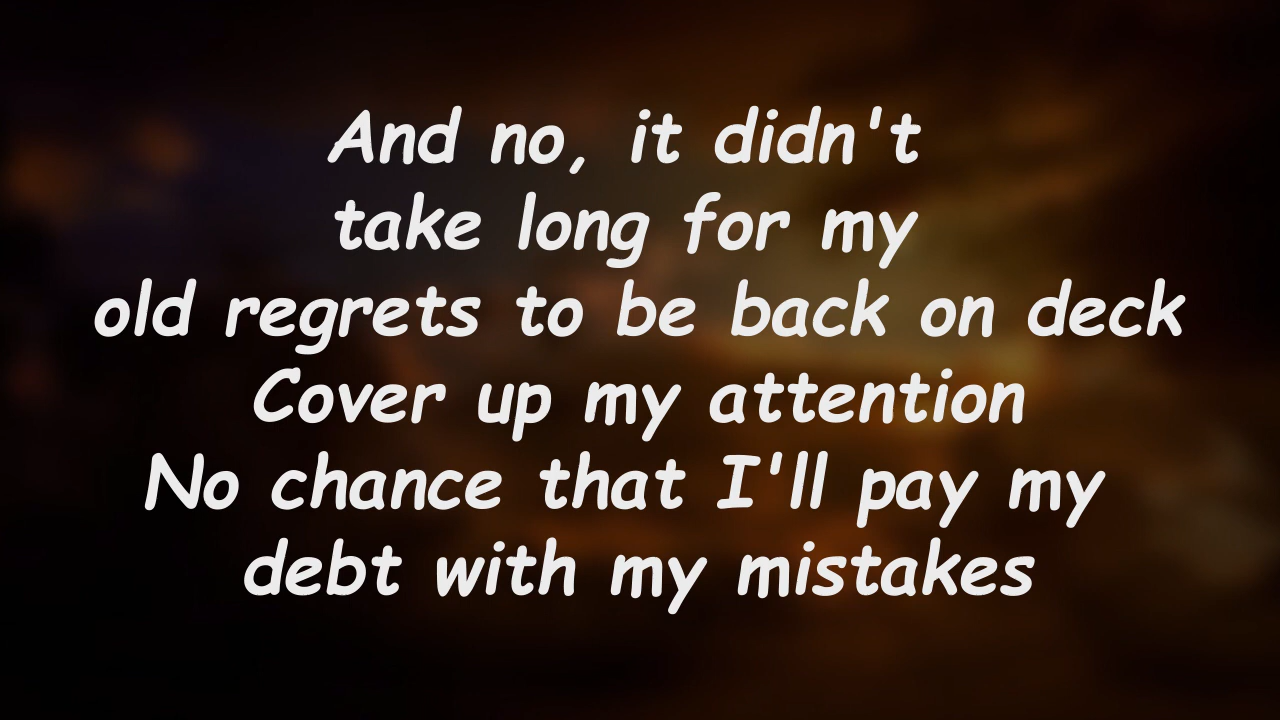 And no, it didn't
take long for my
old regrets to be back on deck
Cover up my attention
No chance that I'll pay my
debt with my mistakes